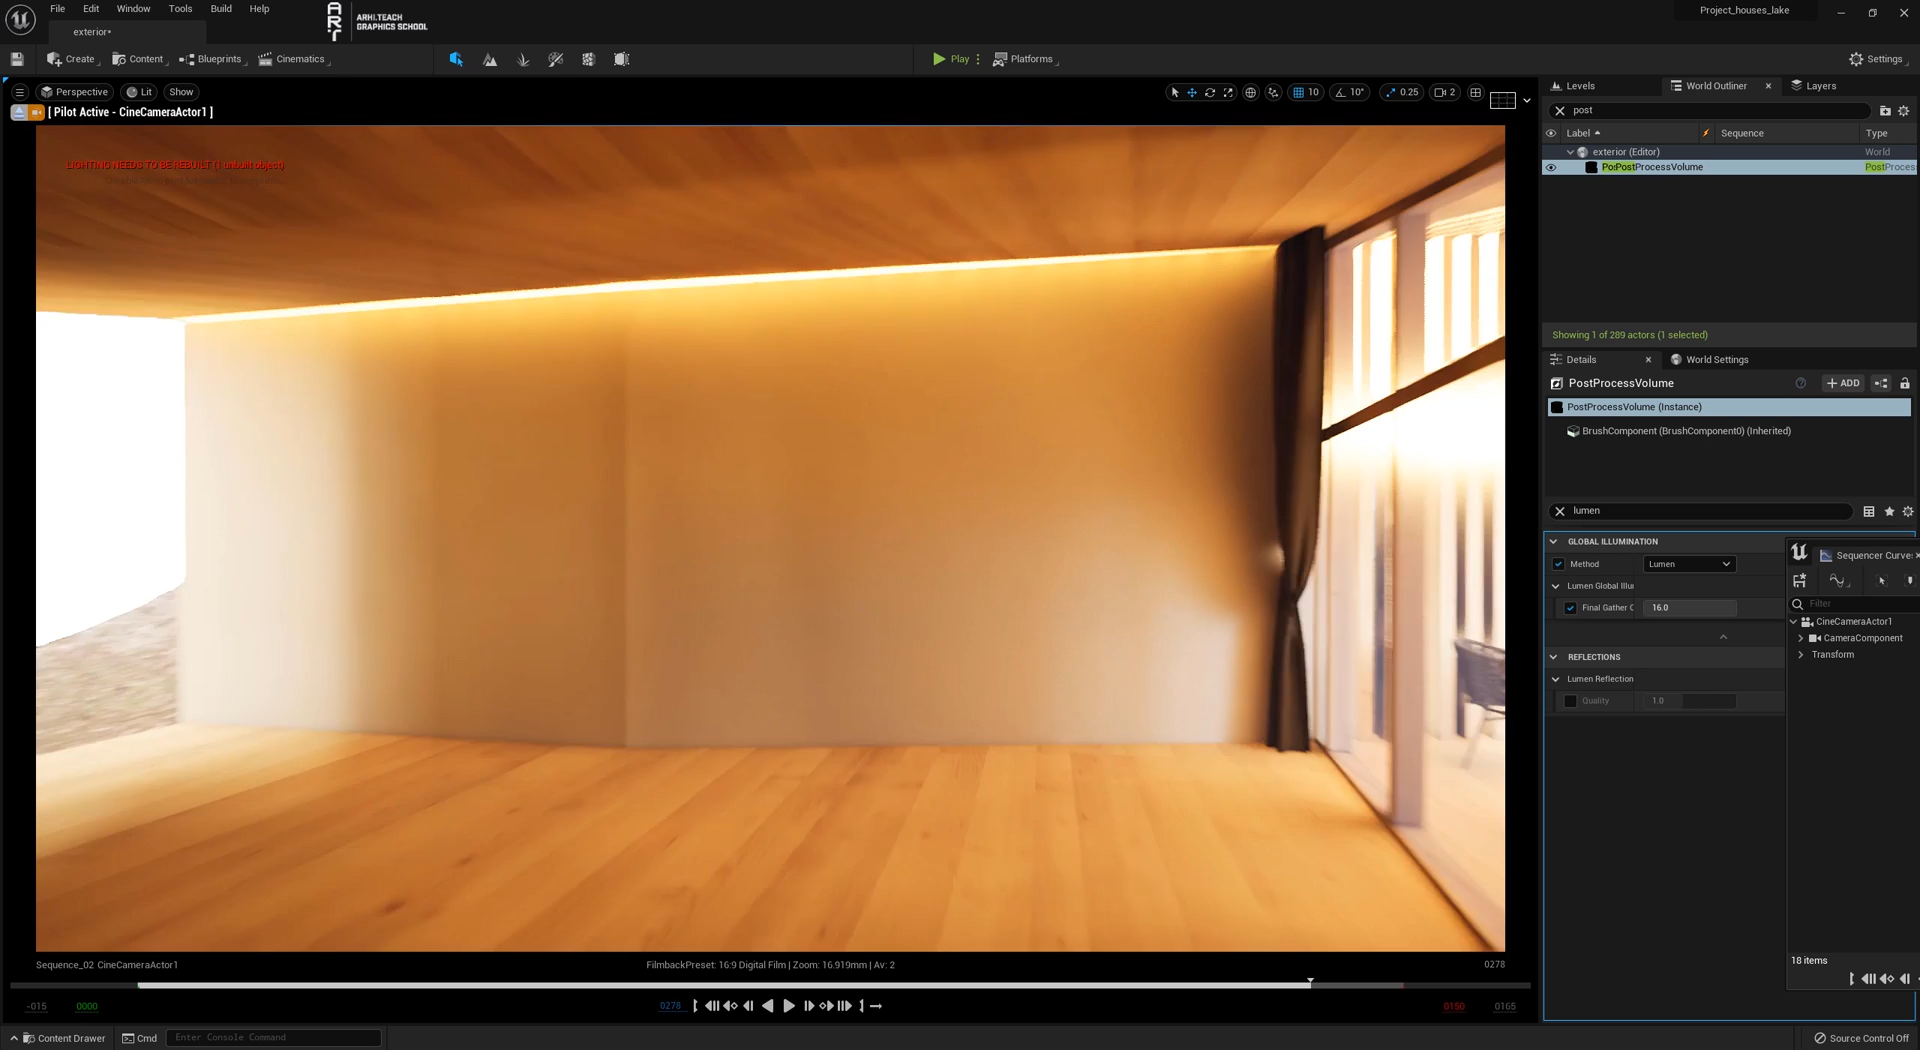 File Edit Window Tools Build Help
ART
ARHI.TEACH
GRAPHICS SCHOOL
Project_houses_lake
exterior•
Create Content Blueprints Cinematics Play Platforms Settings
Perspective Lit Show 10 10° 0.25 2
[ Pilot Active - CineCameraActor1 ]
LIGHTING NEEDS TO BE REBUILT (1 unbuilt object)
Levels World Outliner Layers
post
Label Sequence Type
exterior (Editor) World
PostProcessVolume PostProces
Showing 1 of 289 actors (1 selected)
Details World Settings
PostProcessVolume ADD
PostProcessVolume (Instance)
BrushComponent (BrushComponent0) (Inherited)
lumen
GLOBAL ILLUMINATION
Method Lumen
Lumen Global Illu
Final Gather 16.0
REFLECTIONS
Lumen Reflection
Quality 1.0
Sequencer Curve
Filter
CineCameraActor1
CameraComponent
Transform
18 items
Sequence_02 CineCameraActor1 FilmbackPreset: 16:9 Digital Film | Zoom: 16.919mm | Av: 2 0278
-015 0000 0278 0150 0165
Content Drawer Cmd Enter Console Command Source Control Off